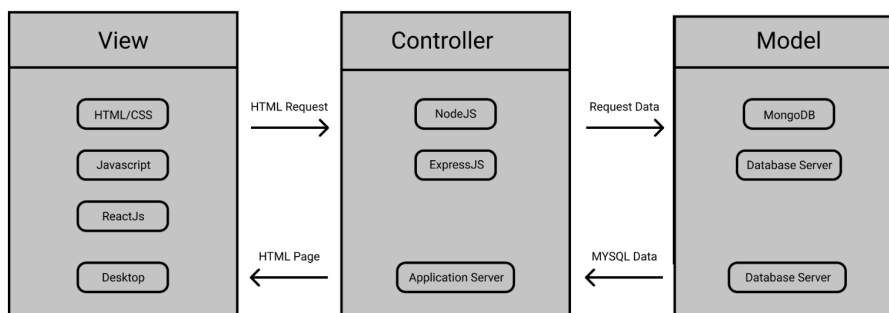 View
HTML/CSS
Javascript
ReactJs
Desktop
HTML Request
HTML Page
Controller
NodeJS
ExpressJS
Application Server
Request Data
MYSQL Data
Model
MongoDB
Database Server
Database Server